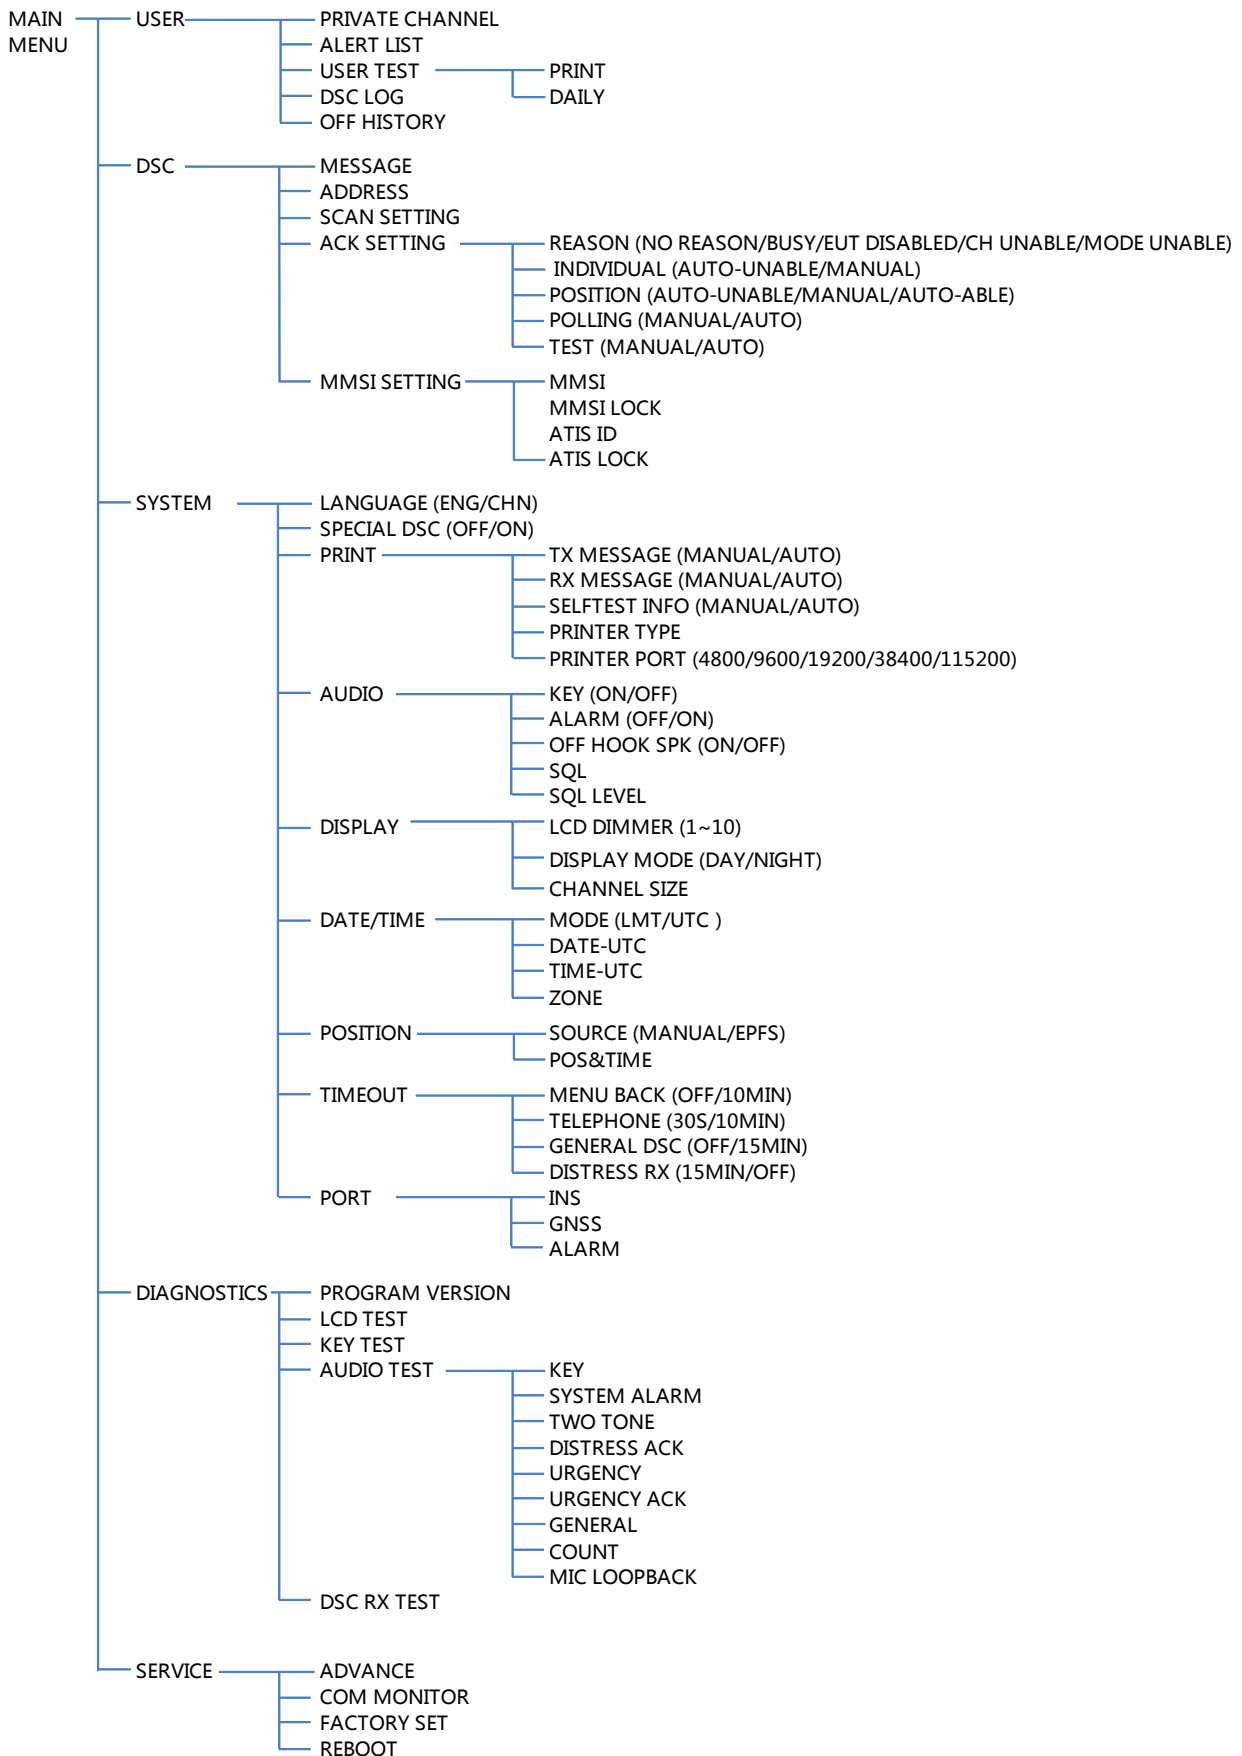 MAIN USER PRIVATE CHANNEL
MENU ALERT LIST
USER TEST PRINT
DSC LOG DAILY
OFF HISTORY
DSC MESSAGE
ADDRESS
SCAN SETTING
ACK SETTING REASON (NO REASON/BUSY/EUT DISABLED/CH UNABLE/MODE UNABLE)
INDIVIDUAL (AUTO-UNABLE/MANUAL)
POSITION (AUTO-UNABLE/MANUAL/AUTO-ABLE)
POLLING (MANUAL/AUTO)
TEST (MANUAL/AUTO)
MMSI SETTING MMSI
MMSI LOCK
ATIS ID
ATIS LOCK
SYSTEM LANGUAGE (ENG/CHN)
SPECIAL DSC (OFF/ON)
PRINT TX MESSAGE (MANUAL/AUTO)
RX MESSAGE (MANUAL/AUTO)
SELFTEST INFO (MANUAL/AUTO)
PRINTER TYPE
PRINTER PORT (4800/9600/19200/38400/115200)
AUDIO KEY (ON/OFF)
ALARM (OFF/ON)
OFF HOOK SPK (ON/OFF)
SQL
SQL LEVEL
DISPLAY LCD DIMMER (1~10)
DISPLAY MODE (DAY/NIGHT)
CHANNEL SIZE
DATE/TIME MODE (LMT/UTC )
DATE-UTC
TIME-UTC
ZONE
POSITION SOURCE (MANUAL/EPFS)
POS&TIME
TIMEOUT MENU BACK (OFF/10MIN)
TELEPHONE (30S/10MIN)
GENERAL DSC (OFF/15MIN)
DISTRESS RX (15MIN/OFF)
PORT INS
GNSS
ALARM
DIAGNOSTICS PROGRAM VERSION
LCD TEST
KEY TEST
AUDIO TEST KEY
SYSTEM ALARM
TWO TONE
DISTRESS ACK
URGENCY
URGENCY ACK
GENERAL
COUNT
MIC LOOPBACK
DSC RX TEST
SERVICE ADVANCE
COM MONITOR
FACTORY SET
REBOOT